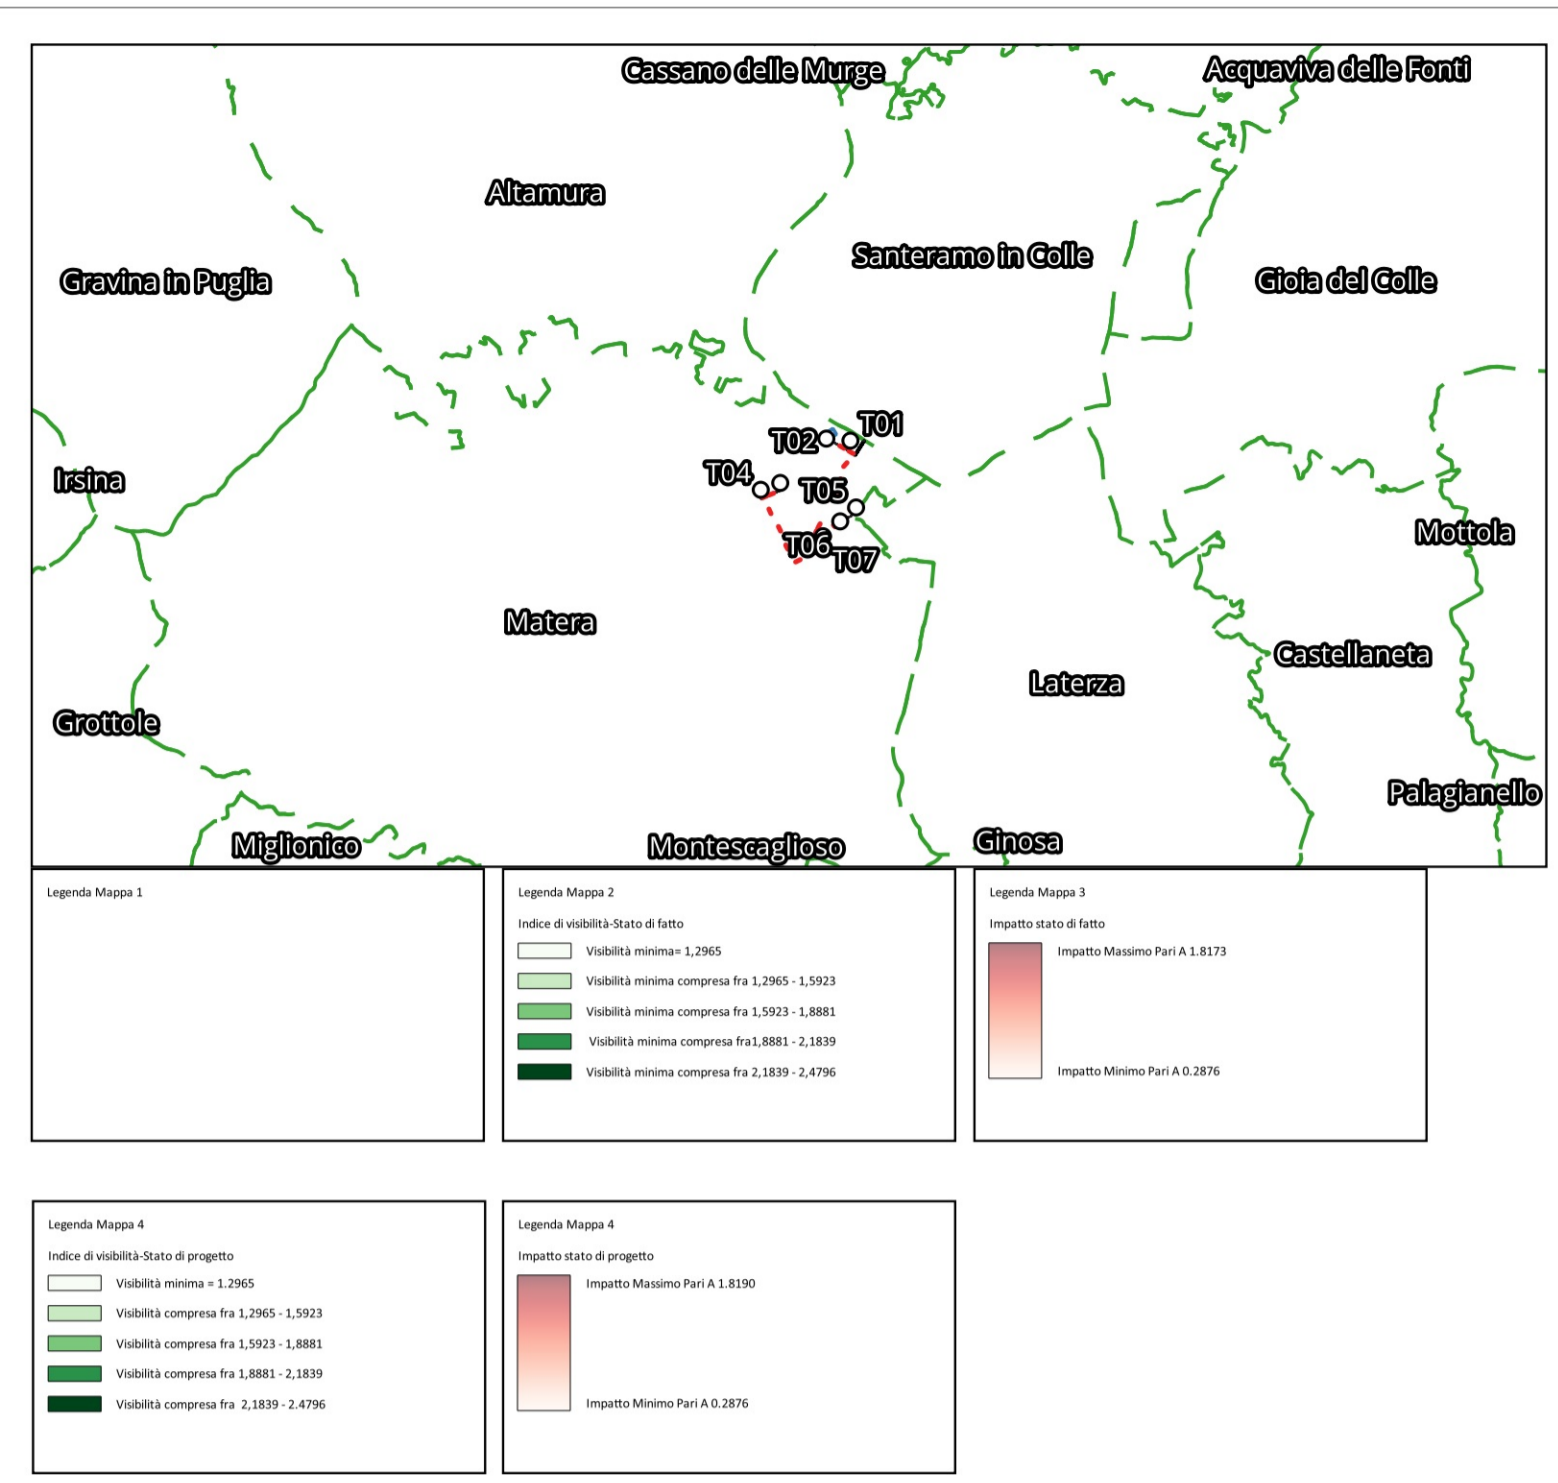 Cassano delle Murge
Acquaviva delle Fonti
Altamura
Santeramo in Colle
Gravina in Puglia
Gioia del Colle
T01
T02
T04
T05
Irsina
Mottola
T06
T07
Matera
Castellaneta
Laterza
Grottole
Palagianello
Miglionico
Montescaglioso
Ginosa
Legenda Mappa 1
Legenda Mappa 2
Indice di visibilità-Stato di fatto
Visibilità minima= 1,2965
Visibilità minima compresa fra 1,2965 - 1,5923
Visibilità minima compresa fra 1,5923 - 1,8881
Visibilità minima compresa fra1,8881 - 2,1839
Visibilità minima compresa fra 2,1839 - 2,4796
Legenda Mappa 3
Impatto stato di fatto
Impatto Massimo Pari A 1.8173
Impatto Minimo Pari A 0.2876
Legenda Mappa 4
Indice di visibilità-Stato di progetto
Visibilità minima = 1.2965
Visibilità compresa fra 1,2965 - 1,5923
Visibilità compresa fra 1,5923 - 1,8881
Visibilità compresa fra 1,8881 - 2,1839
Visibilità compresa fra 2,1839 - 2.4796
Legenda Mappa 4
Impatto stato di progetto
Impatto Massimo Pari A 1.8190
Impatto Minimo Pari A 0.2876